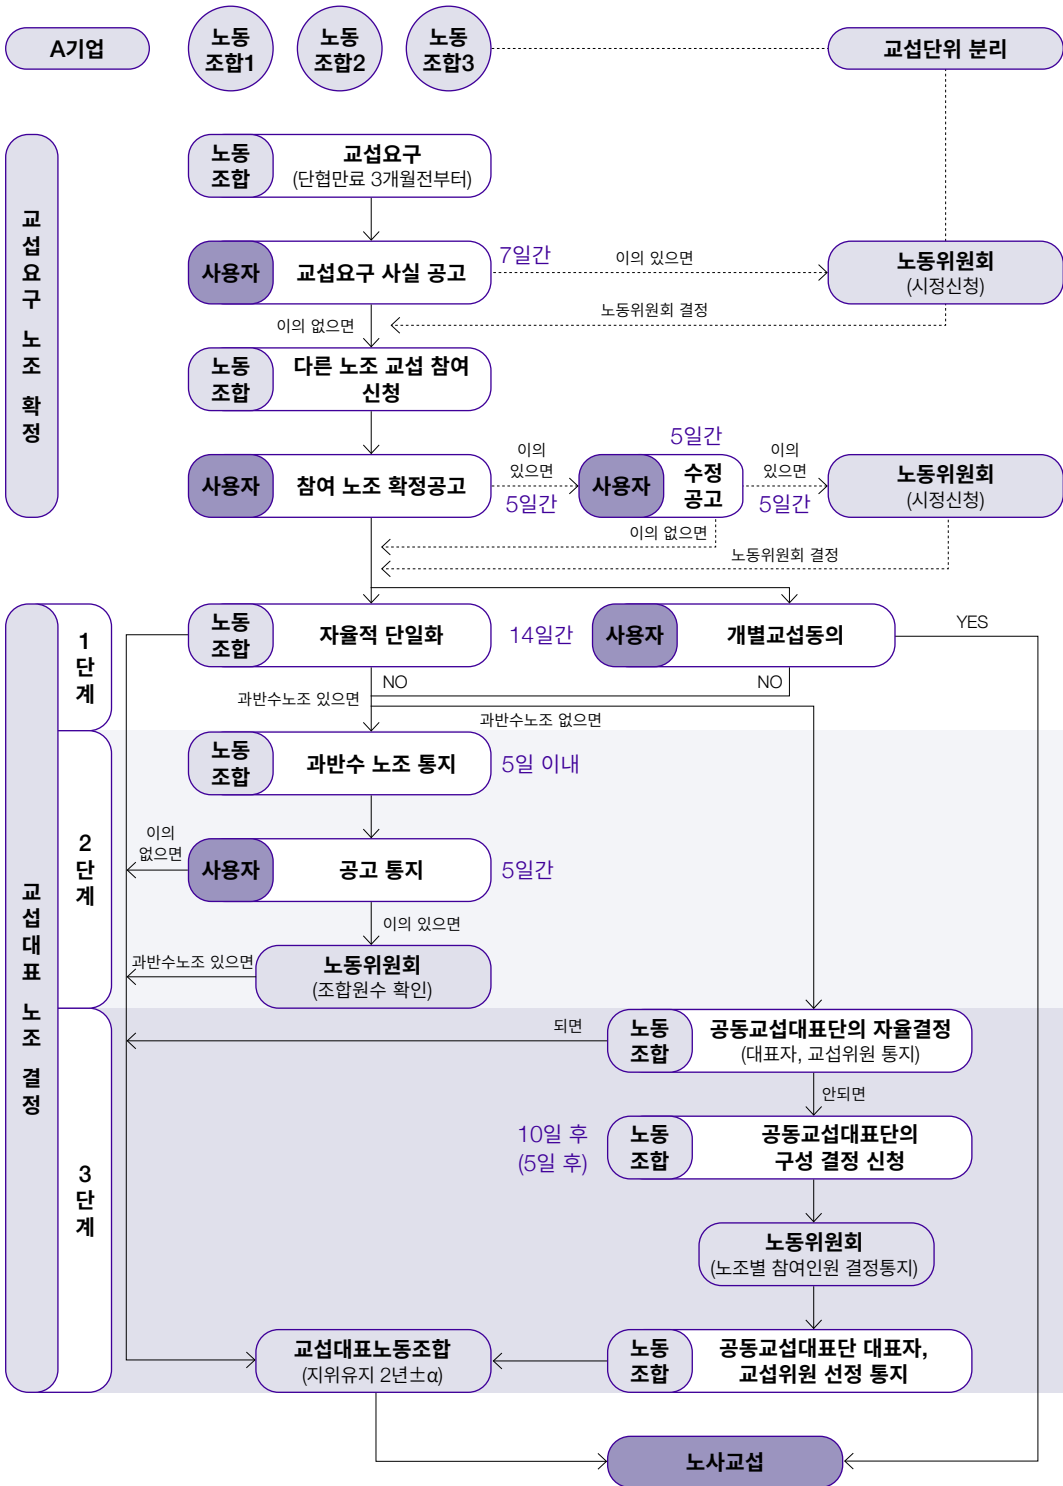 A기업
노동
조합1
노동
조합2
노동
조합3
교섭단위 분리
교섭요구 노조 확정
노동
조합
교섭요구
(단협만료 3개월전부터)
사용자
교섭요구 사실 공고
7일간
이의 있으면
노동위원회
(시정신청)
노동위원회 결정
이의 없으면
노동
조합
다른 노조 교섭 참여
신청
사용자
참여 노조 확정공고
이의
있으면
5일간
5일간
사용자
수정
공고
이의
있으면
5일간
노동위원회
(시정신청)
이의 없으면
노동위원회 결정
교섭대표 노조 결정
1단계
노동
조합
자율적 단일화
14일간
사용자
개별교섭동의
YES
NO
NO
과반수노조 있으면
과반수노조 없으면
2단계
노동
조합
과반수 노조 통지
5일 이내
이의
없으면
사용자
공고 통지
5일간
이의 있으면
과반수노조 있으면
노동위원회
(조합원수 확인)
3단계
되면
노동
조합
공동교섭대표단의 자율결정
(대표자, 교섭위원 통지)
안되면
10일 후
(5일 후)
노동
조합
공동교섭대표단의
구성 결정 신청
노동위원회
(노조별 참여인원 결정통지)
교섭대표노동조합
(지위유지 2년±α)
노동
조합
공동교섭대표단 대표자,
교섭위원 선정 통지
노사교섭